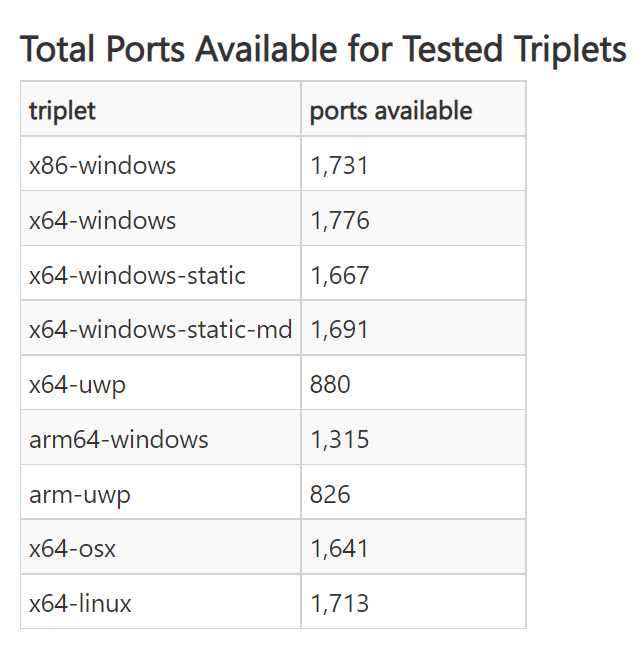 Total Ports Available for Tested Triplets
triplet ports available
x86-windows 1,731
x64-windows 1,776
x64-windows-static 1,667
x64-windows-static-md 1,691
x64-uwp 880
arm64-windows 1,315
arm-uwp 826
x64-osx 1,641
x64-linux 1,713